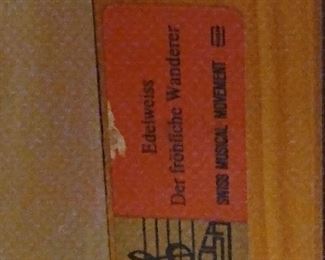 Edelweiss
Der fröhliche Wanderer
SWISS MUSICAL MOVEMENT